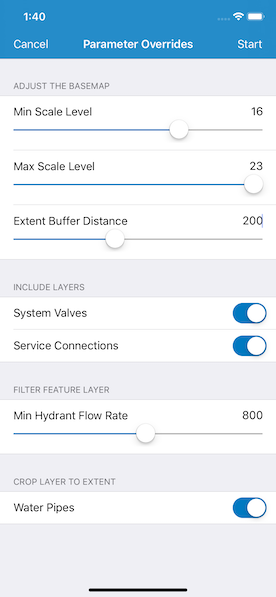 1:40
Cancel Parameter Overrides Start
ADJUST THE BASEMAP
Min Scale Level 16
Max Scale Level 23
Extent Buffer Distance 200
INCLUDE LAYERS
System Valves
Service Connections
FILTER FEATURE LAYER
Min Hydrant Flow Rate 800
CROP LAYER TO EXTENT
Water Pipes